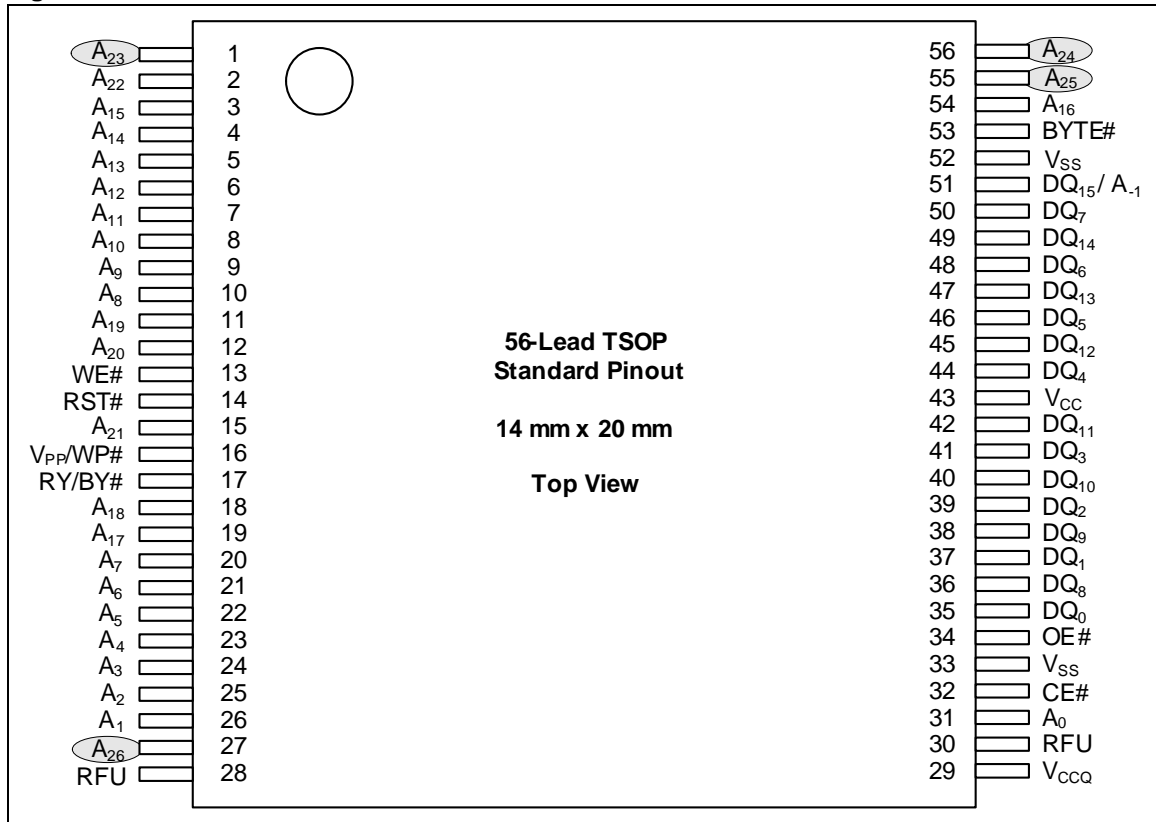 A23 1
A22 2
A15 3
A14 4
A13 5
A12 6
A11 7
A10 8
A9 9
A8 10
A19 11
A20 12
WE# 13
RST# 14
A21 15
VPP/WP# 16
RY/BY# 17
A18 18
A17 19
A7 20
A6 21
A5 22
A4 23
A3 24
A2 25
A1 26
A26 27
RFU 28
56-Lead TSOP
Standard Pinout
14 mm x 20 mm
Top View
56 A24
55 A25
54 A16
53 BYTE#
52 VSS
51 DQ15/ A-1
50 DQ7
49 DQ14
48 DQ6
47 DQ13
46 DQ5
45 DQ12
44 DQ4
43 VCC
42 DQ11
41 DQ3
40 DQ10
39 DQ2
38 DQ9
37 DQ1
36 DQ8
35 DQ0
34 OE#
33 VSS
32 CE#
31 A0
30 RFU
29 VCCQ